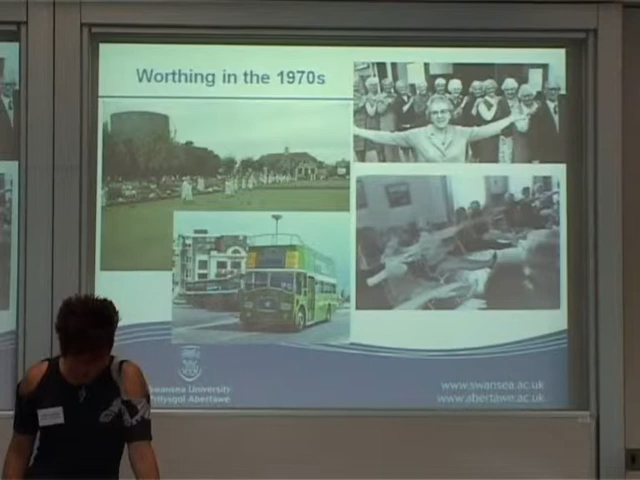 Worthing in the 1970s
Swansea University
Prifysgol Abertawe
www.swansea.ac.uk
www.abertawe.ac.uk